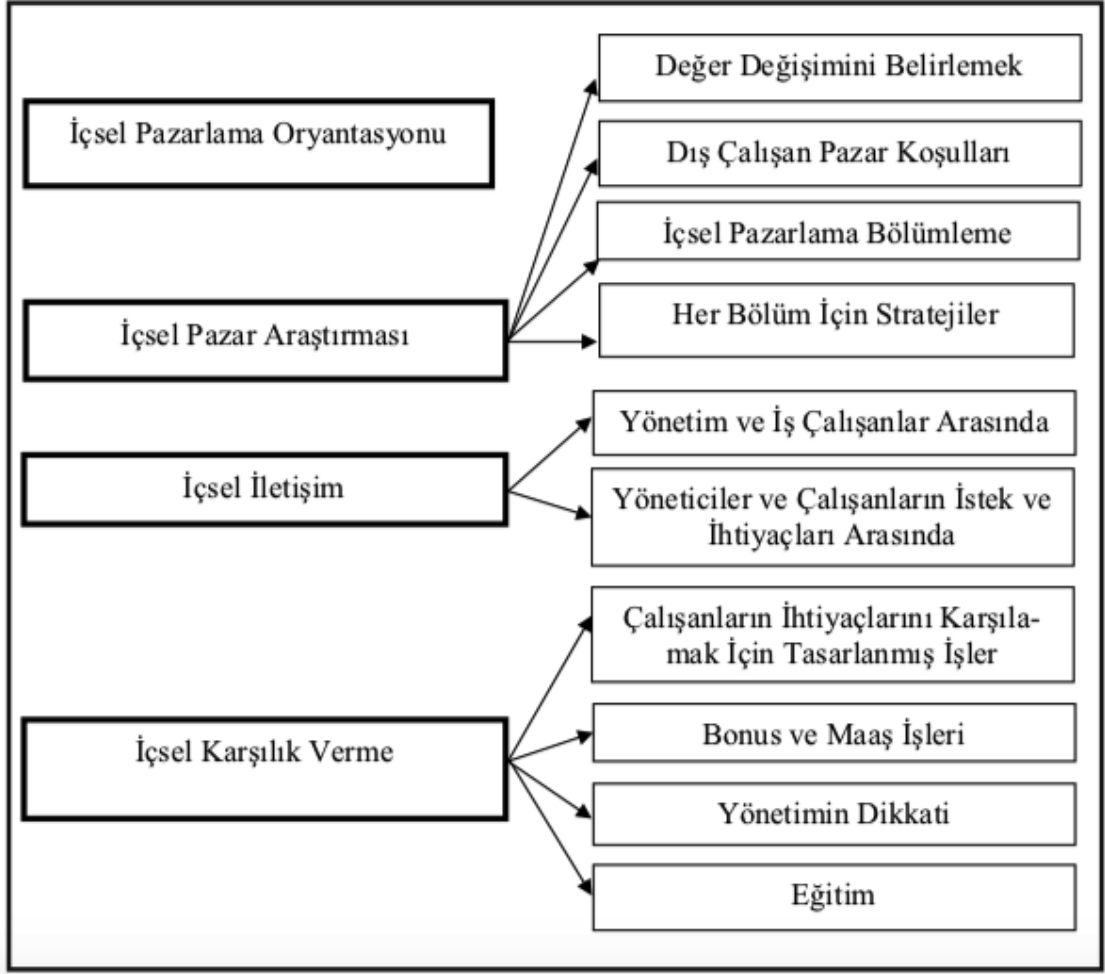 İçsel Pazarlama Oryantasyonu
İçsel Pazar Araştırması
Değer Değişimini Belirlemek
Dış Çalışan Pazar Koşulları
İçsel Pazarlama Bölümleme
Her Bölüm İçin Stratejiler
İçsel İletişim
Yönetim ve İş Çalışanlar Arasında
Yöneticiler ve Çalışanların İstek ve
İhtiyaçları Arasında
İçsel Karşılık Verme
Çalışanların İhtiyaçlarını Karşıla-
mak İçin Tasarlanmış İşler
Bonus ve Maaş İşleri
Yönetimin Dikkati
Eğitim